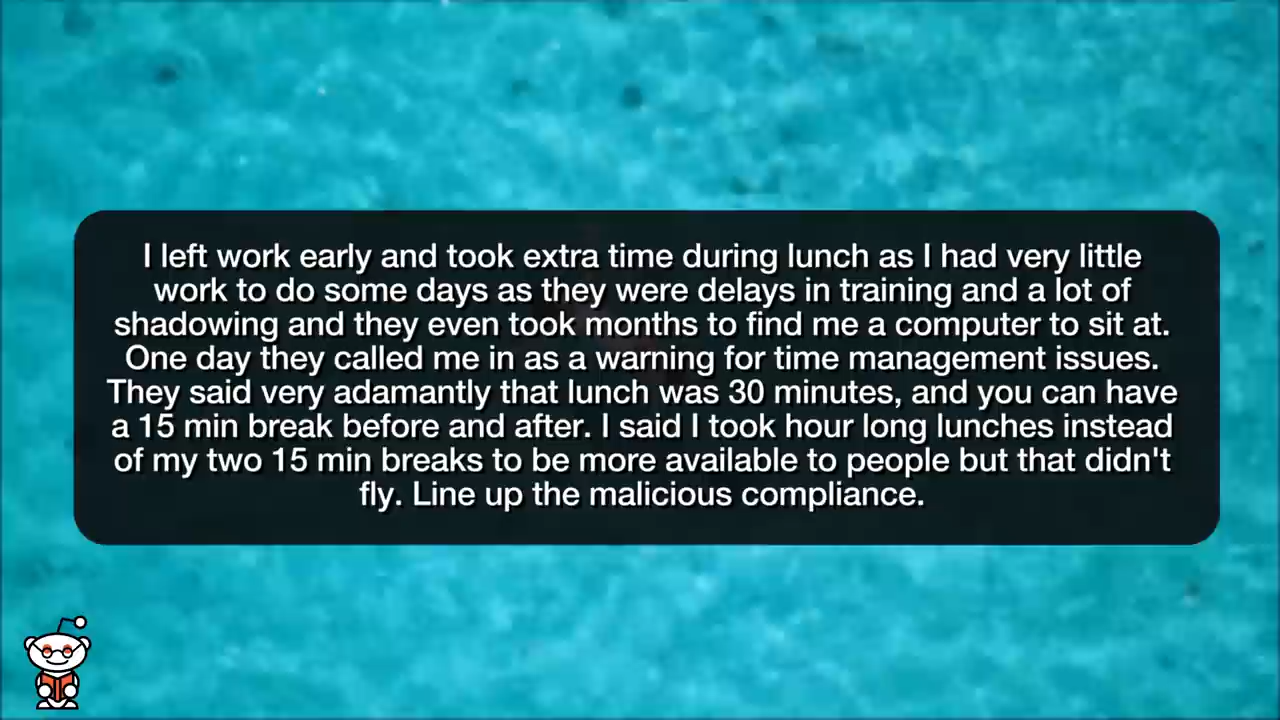 I left work early and took extra time during lunch as I had very little
work to do some days as they were delays in training and a lot of
shadowing and they even took months to find me a computer to sit at.
One day they called me in as a warning for time management issues.
They said very adamantly that lunch was 30 minutes, and you can have
a 15 min break before and after. I said I took hour long lunches instead
of my two 15 min breaks to be more available to people but that didn't
fly. Line up the malicious compliance.